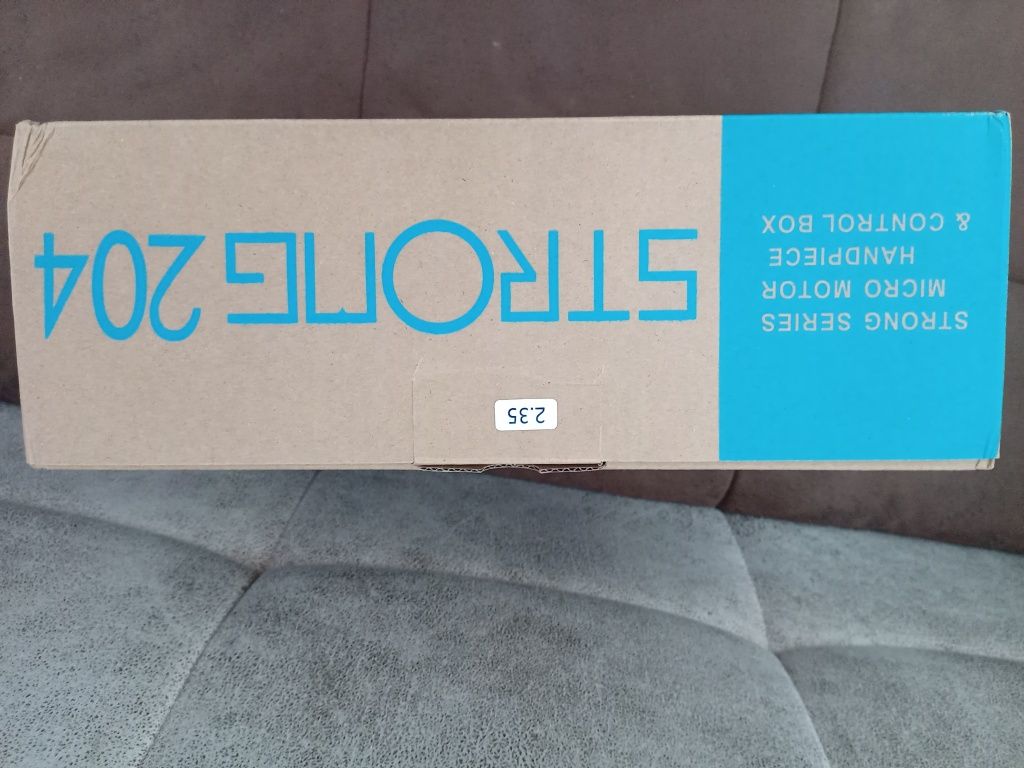 STRONG SERIES
MICRO MOTOR
HANDPIECE
& CONTROL BOX
STRONG 204
2.35